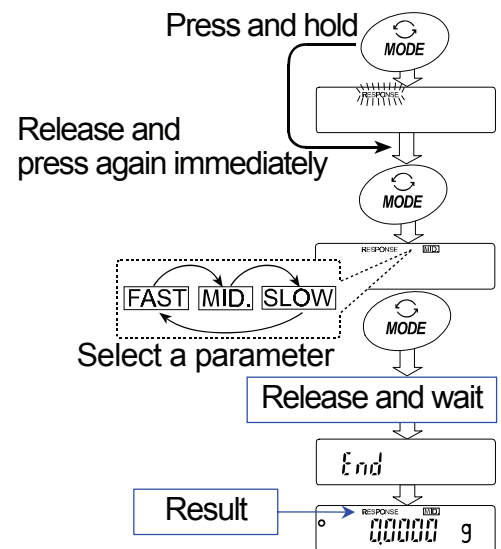 Press and hold
MODE
RESPONSE
Release and
press again immediately
MODE
RESPONSE MID.
FAST MID. SLOW
MODE
Select a parameter
Release and wait
End
Result
RESPONSE MID.
0.0000 g